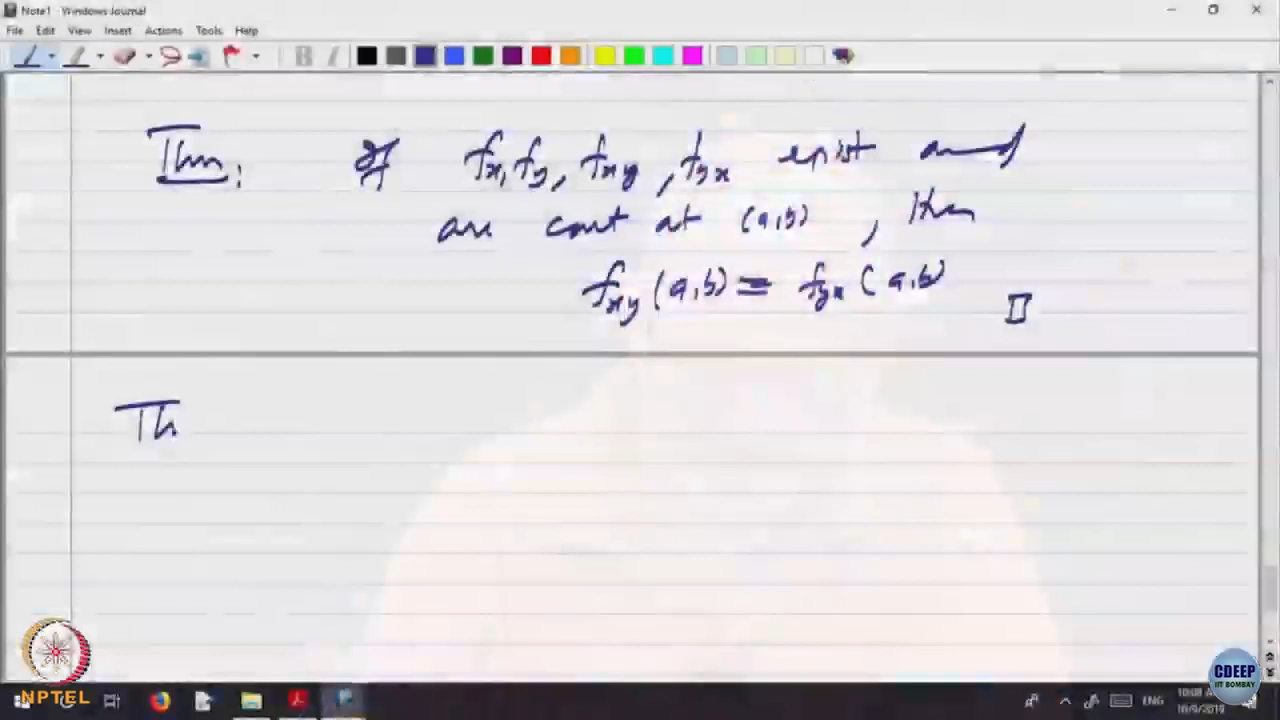 Note1 - Windows Journal
File Edit View Insert Actions Tools Help
Thm: If fx, fy, fxy, fyx exist and
are cont at (a,b), then
fxy (a,b) = fyx (a,b)
Th
NPTEL
CDEEP
IIT BOMBAY
ENG